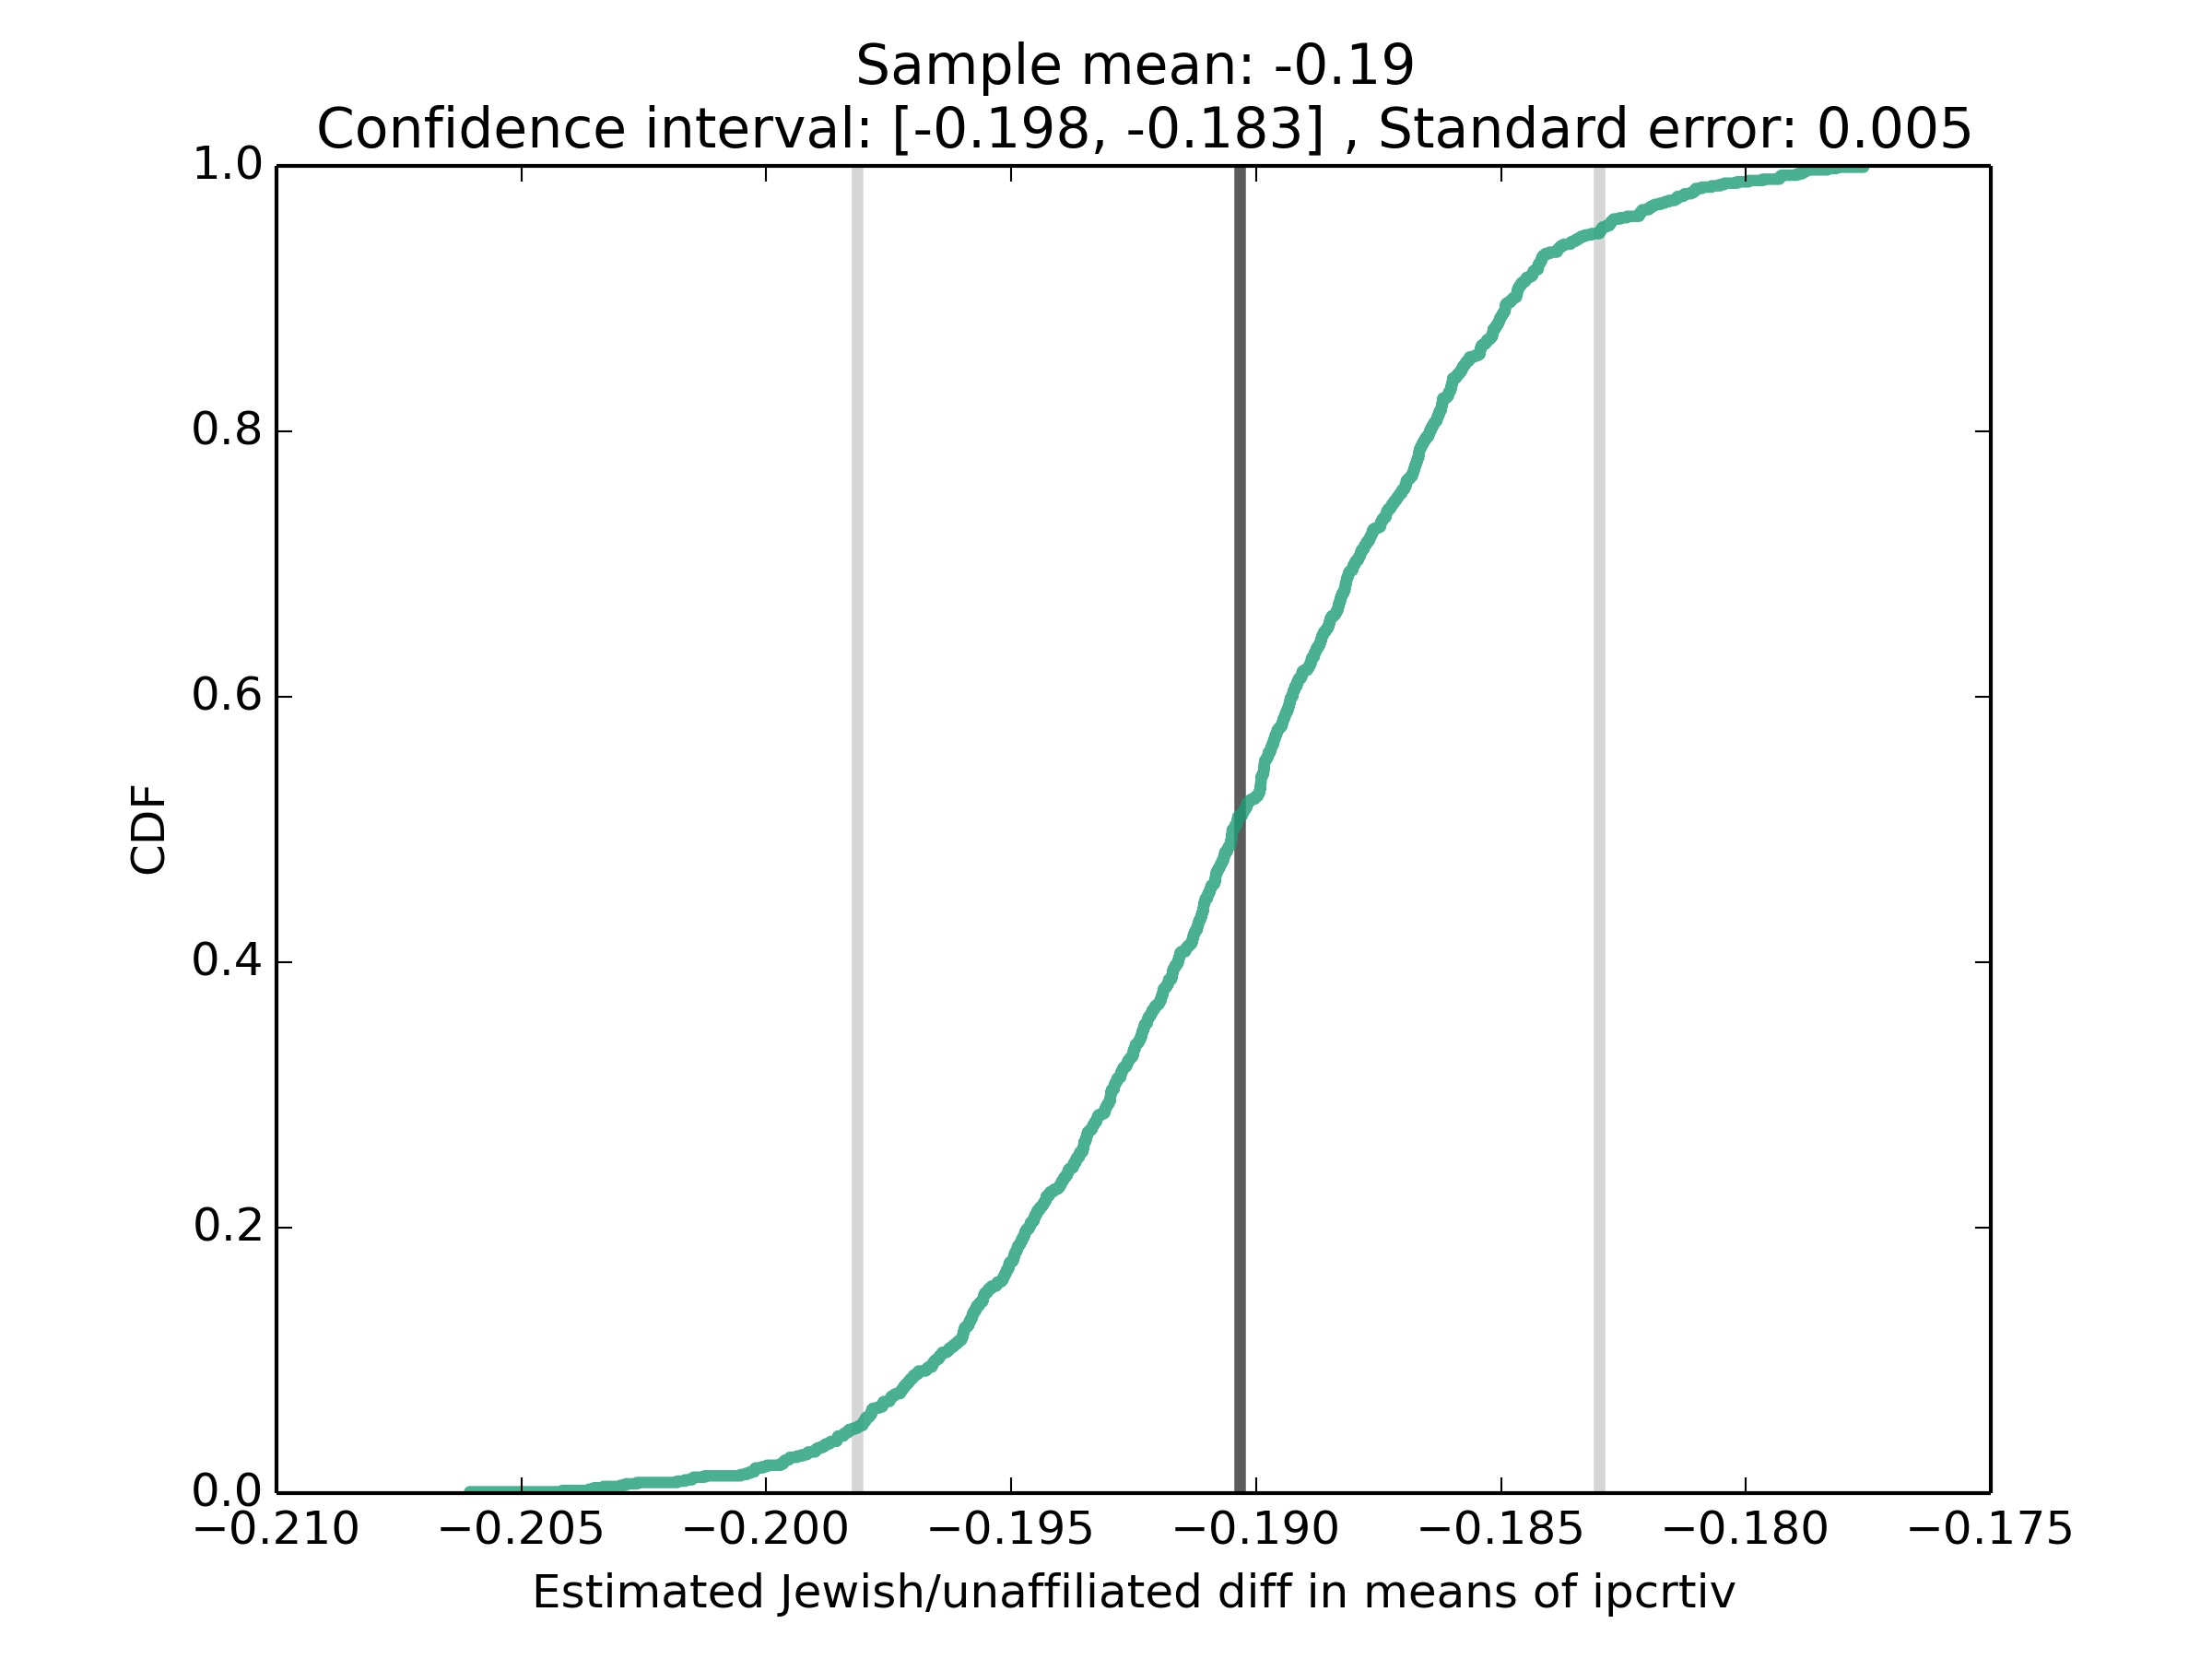 Sample mean: -0.19
Confidence interval: [-0.198, -0.183] , Standard error: 0.005
1.0
0.8
0.6
0.4
0.2
0.0
CDF
−0.210 −0.205 −0.200 −0.195 −0.190 −0.185 −0.180 −0.175
Estimated Jewish/unaffiliated diff in means of ipcrtiv